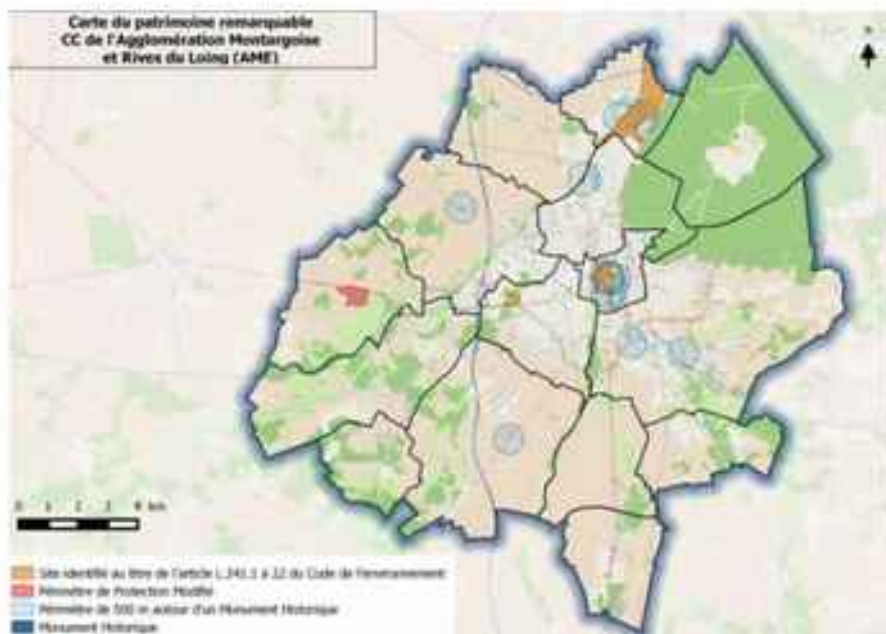 Carte du patrimoine remarquable
CC de l'Agglomération Montargoise
et Rives du Loing (AME)
0 1 2 3 4 km
Site identifié au titre de l'article L.341.1 à 22 du Code de l'environnement
Périmètre de Protection Modifié
Périmètre de 500 m autour d'un Monument Historique
Monument Historique